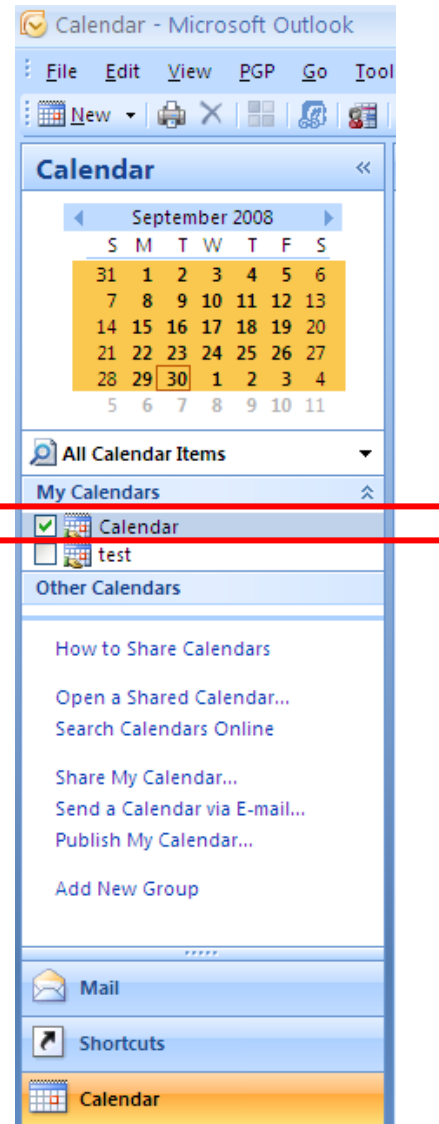 Calendar - Microsoft Outlook
File Edit View PGP Go Tool
New
Calendar «
September 2008
S M T W T F S
31 1 2 3 4 5 6
7 8 9 10 11 12 13
14 15 16 17 18 19 20
21 22 23 24 25 26 27
28 29 30 1 2 3 4
5 6 7 8 9 10 11
All Calendar Items
My Calendars
Calendar
test
Other Calendars
How to Share Calendars
Open a Shared Calendar...
Search Calendars Online
Share My Calendar...
Send a Calendar via E-mail...
Publish My Calendar...
Add New Group
Mail
Shortcuts
Calendar